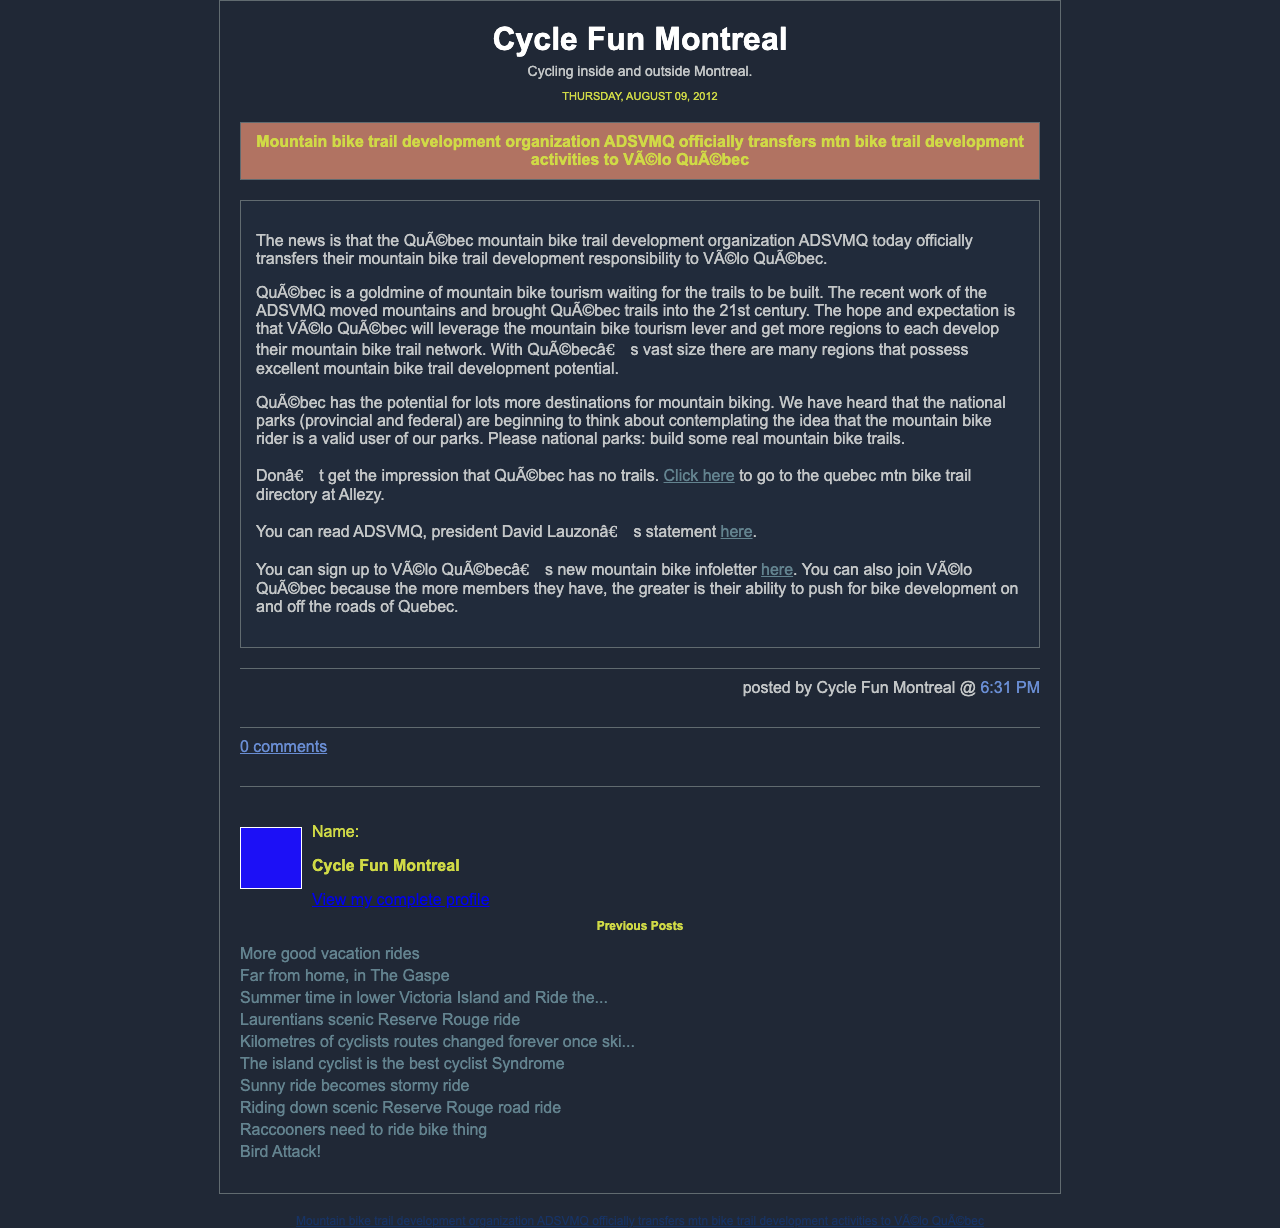 Cycle Fun Montreal
Cycling inside and outside Montreal.
THURSDAY, AUGUST 09, 2012
Mountain bike trail development organization ADSVMQ officially transfers mtn bike trail development
activities to VÃ©lo QuÃ©bec
The news is that the QuÃ©bec mountain bike trail development organization ADSVMQ today officially
transfers their mountain bike trail development responsibility to VÃ©lo QuÃ©bec.
QuÃ©bec is a goldmine of mountain bike tourism waiting for the trails to be built. The recent work of the
ADSVMQ moved mountains and brought QuÃ©bec trails into the 21st century. The hope and expectation is
that VÃ©lo QuÃ©bec will leverage the mountain bike tourism lever and get more regions to each develop
their mountain bike trail network. With QuÃ©becâ€ s vast size there are many regions that possess
excellent mountain bike trail development potential.
QuÃ©bec has the potential for lots more destinations for mountain biking. We have heard that the national
parks (provincial and federal) are beginning to think about contemplating the idea that the mountain bike
rider is a valid user of our parks. Please national parks: build some real mountain bike trails.
Donâ€ t get the impression that QuÃ©bec has no trails. Click here to go to the quebec mtn bike trail
directory at Allezy.
You can read ADSVMQ, president David Lauzonâ€ s statement here.
You can sign up to VÃ©lo QuÃ©becâ€ s new mountain bike infoletter here. You can also join VÃ©lo
QuÃ©bec because the more members they have, the greater is their ability to push for bike development on
and off the roads of Quebec.
posted by Cycle Fun Montreal @ 6:31 PM
0 comments
Name:
Cycle Fun Montreal
View my complete profile
Previous Posts
More good vacation rides
Far from home, in The Gaspe
Summer time in lower Victoria Island and Ride the...
Laurentians scenic Reserve Rouge ride
Kilometres of cyclists routes changed forever once ski...
The island cyclist is the best cyclist Syndrome
Sunny ride becomes stormy ride
Riding down scenic Reserve Rouge road ride
Raccooners need to ride bike thing
Bird Attack!
Mountain bike trail development organization ADSVMQ officially transfers mtn bike trail development activities to VÃ©lo QuÃ©bec